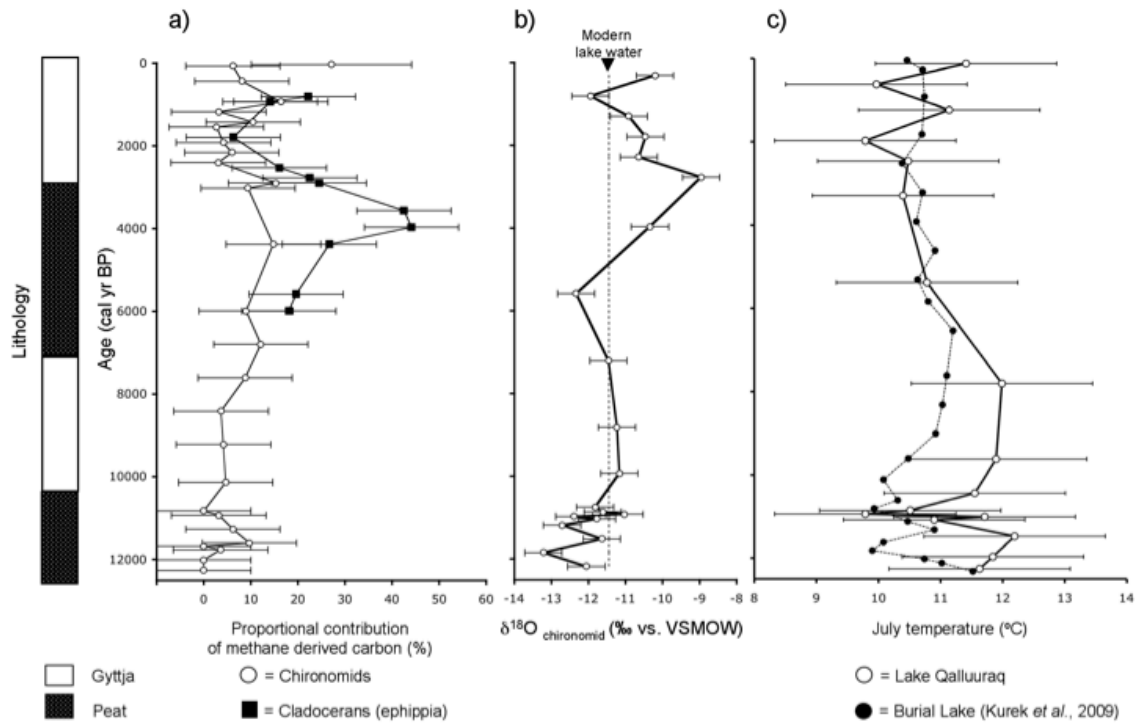 a)
b)
c)
Modern
lake water
Lithology
Age (cal yr BP)
0
2000
4000
6000
8000
10000
12000
0 10 20 30 40 50 60
-14 -13 -12 -11 -10 -9 -8
8 9 10 11 12 13 14
Proportional contribution
of methane derived carbon (%)
δ¹⁸O chironomid (‰ vs. VSMOW)
July temperature (ºC)
Gyttja
Peat
= Chironomids
= Cladocerans (ephippia)
= Lake Qalluuraq
= Burial Lake (Kurek et al., 2009)